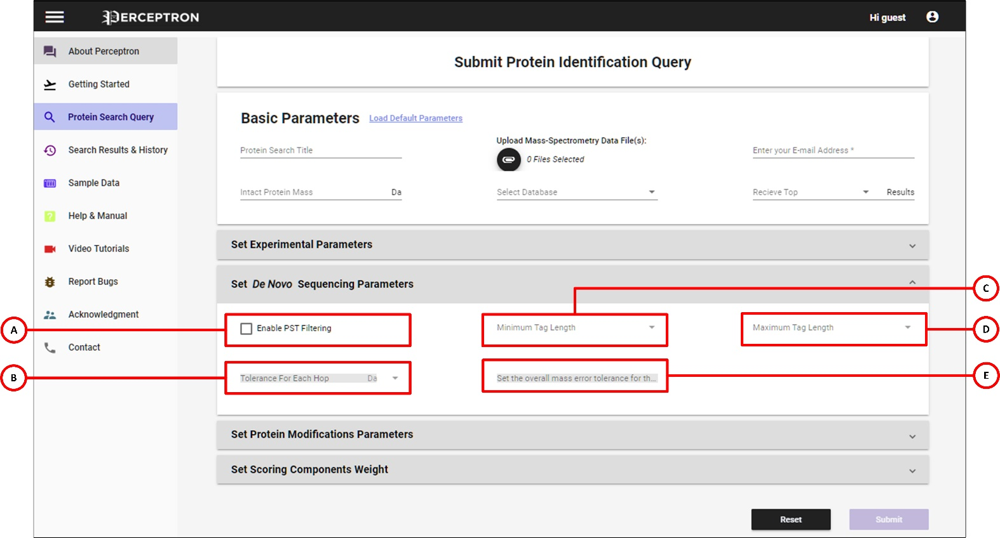 PERCEPTRON
Hi guest
About Perceptron
Getting Started
Protein Search Query
Search Results & History
Sample Data
Help & Manual
Video Tutorials
Report Bugs
Acknowledgment
Contact
Submit Protein Identification Query
Basic Parameters Load Default Parameters
Protein Search Title
Upload Mass-Spectrometry Data File(s):
0 Files Selected
Enter your E-mail Address *
Intact Protein Mass Da
Select Database
Recieve Top Results
Set Experimental Parameters
Set De Novo Sequencing Parameters
C
A
Enable PST Filtering
Minimum Tag Length
Maximum Tag Length
D
B
Tolerance For Each Hop Da
Set the overall mass error tolerance for th...
E
Set Protein Modifications Parameters
Set Scoring Components Weight
Reset
Submit